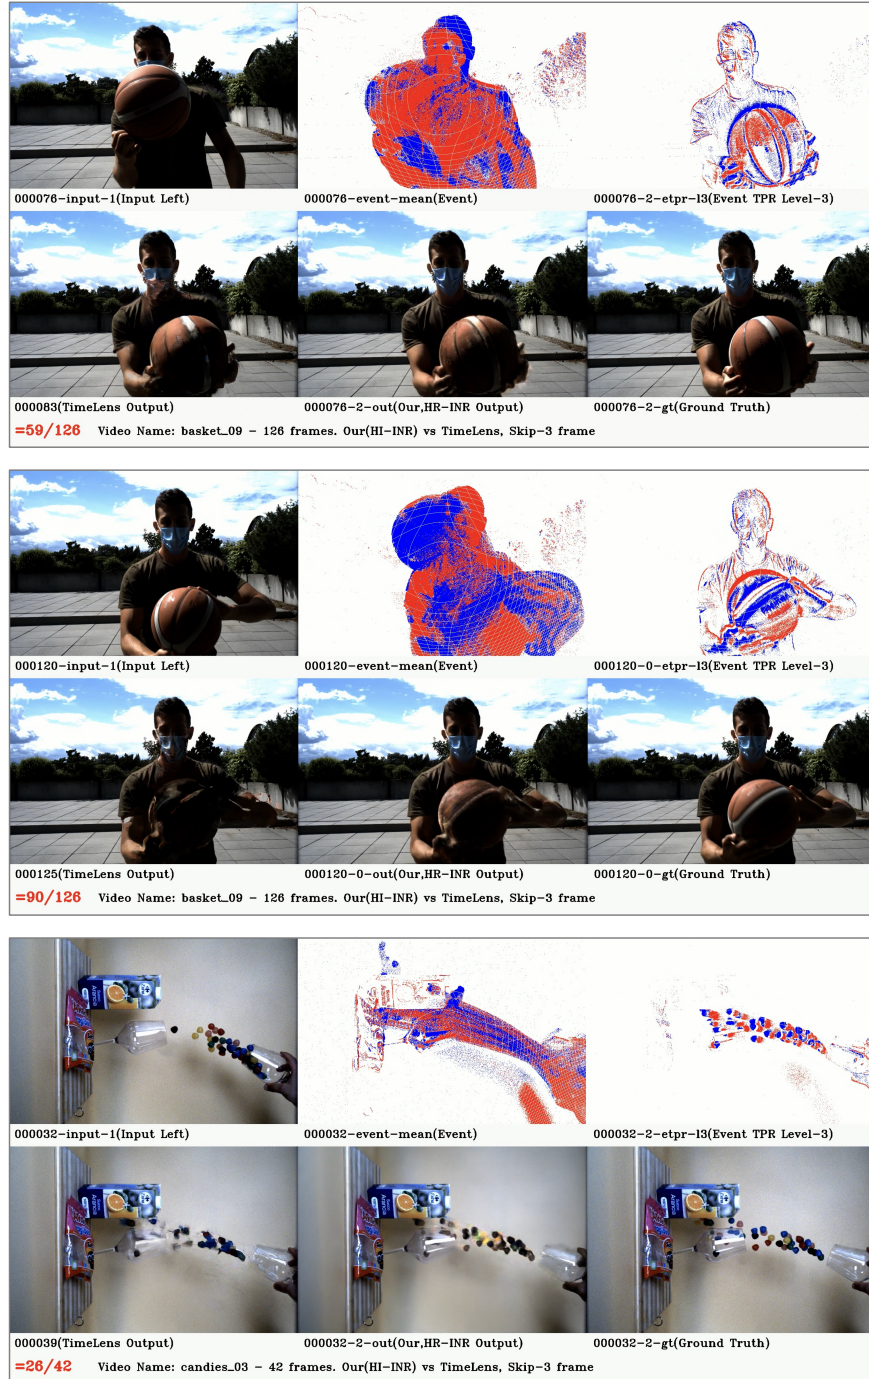 000076-input-1(Input Left)
000076-event-mean(Event)
000076-2-etpr-l3(Event TPR Level-3)
000083(TimeLens Output)
000076-2-out(Our,HR-INR Output)
000076-2-gt(Ground Truth)
=59/126 Video Name: basket_09 - 126 frames. Our(HI-INR) vs TimeLens, Skip-3 frame
000120-input-1(Input Left)
000120-event-mean(Event)
000120-0-etpr-l3(Event TPR Level-3)
000125(TimeLens Output)
000120-0-out(Our,HR-INR Output)
000120-0-gt(Ground Truth)
=90/126 Video Name: basket_09 - 126 frames. Our(HI-INR) vs TimeLens, Skip-3 frame
000032-input-1(Input Left)
000032-event-mean(Event)
000032-2-etpr-l3(Event TPR Level-3)
000039(TimeLens Output)
000032-2-out(Our,HR-INR Output)
000032-2-gt(Ground Truth)
=26/42 Video Name: candies_03 - 42 frames. Our(HI-INR) vs TimeLens, Skip-3 frame